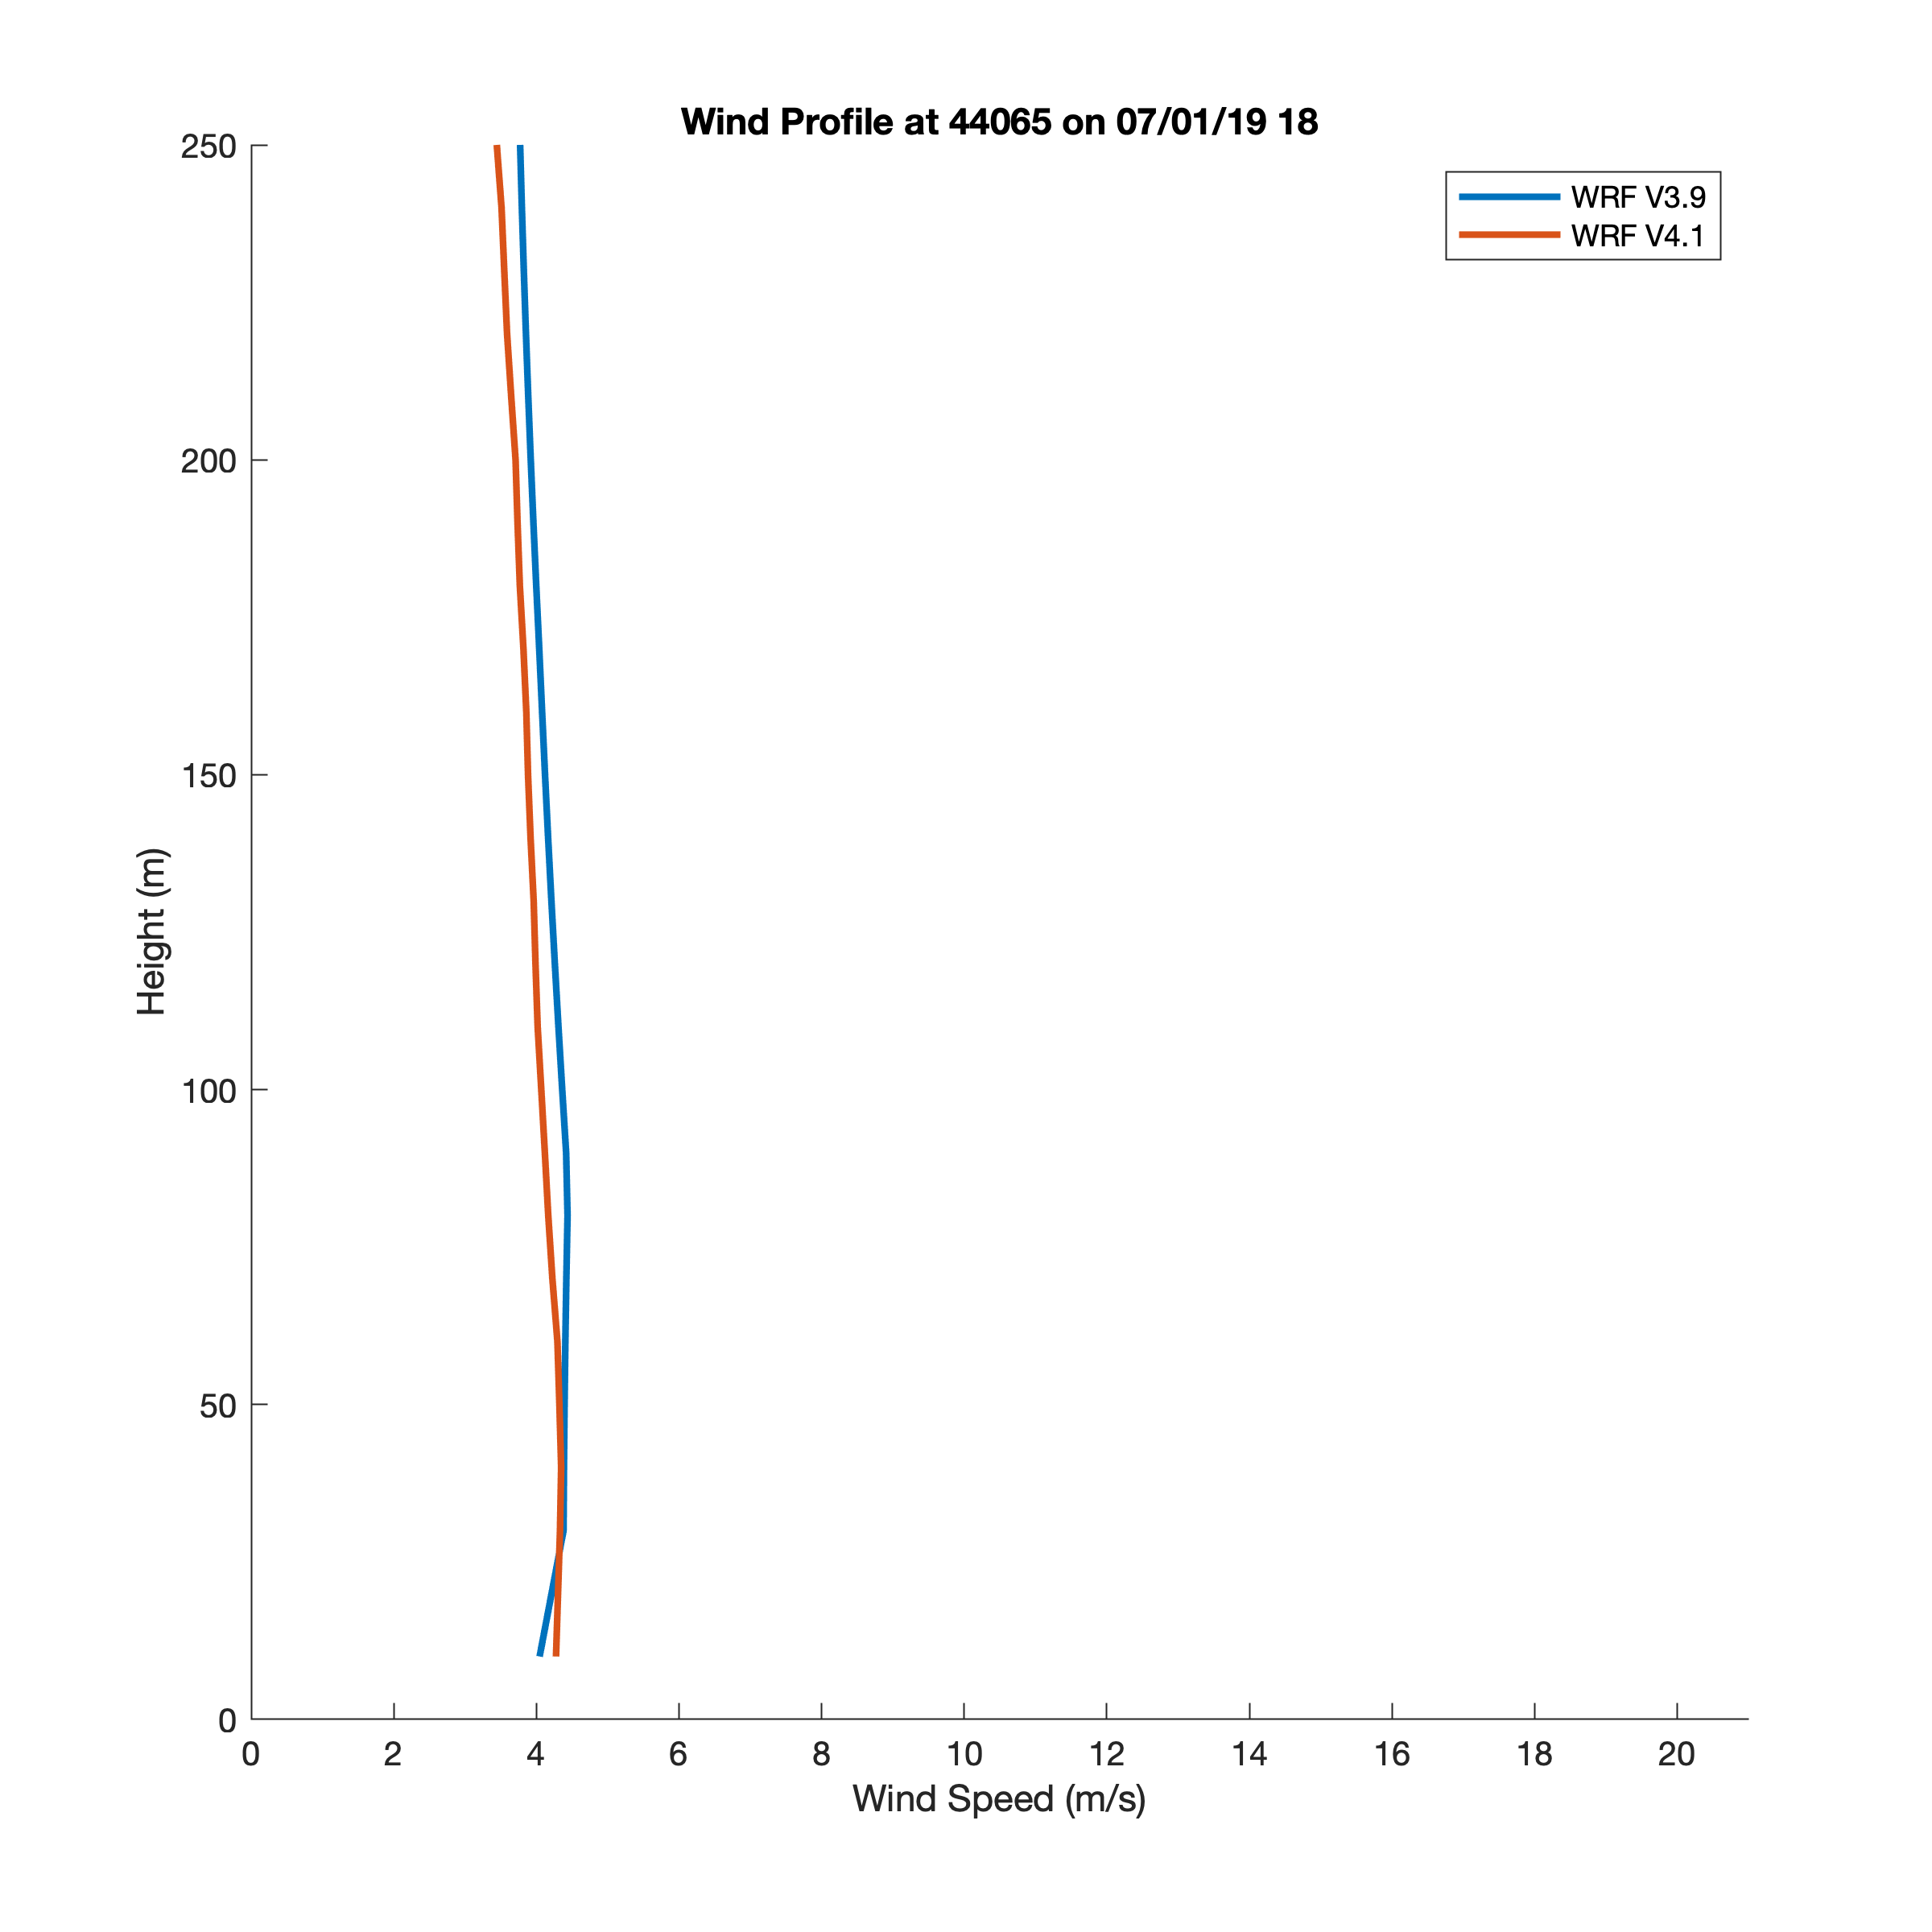 Wind Profile at 44065 on 07/01/19 18
WRF V3.9
WRF V4.1
250
200
150
100
50
0
Height (m)
0 2 4 6 8 10 12 14 16 18 20
Wind Speed (m/s)